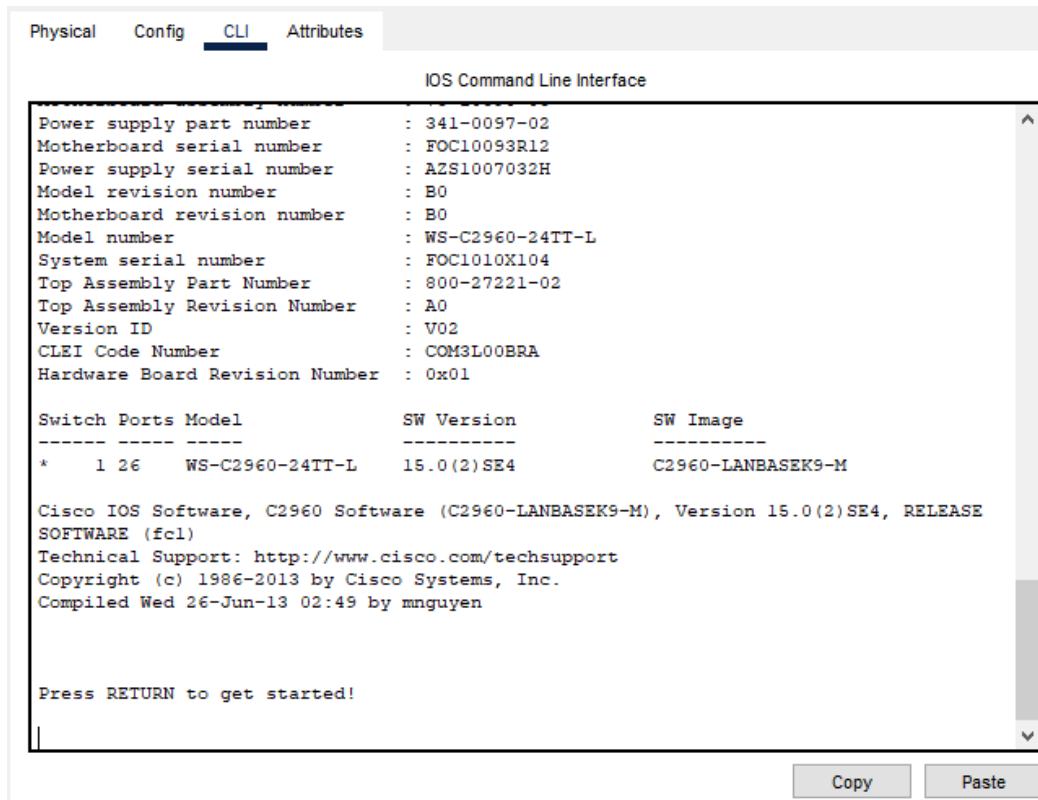 Physical Config CLI Attributes
IOS Command Line Interface
Power supply part number : 341-0097-02
Motherboard serial number : FOC10093R12
Power supply serial number : AZS1007032H
Model revision number : B0
Motherboard revision number : B0
Model number : WS-C2960-24TT-L
System serial number : FOC1010X104
Top Assembly Part Number : 800-27221-02
Top Assembly Revision Number : A0
Version ID : V02
CLEI Code Number : COM3L00BRA
Hardware Board Revision Number : 0x01
Switch Ports Model SW Version SW Image
------ ----- ----- ---------- ----------
* 1 26 WS-C2960-24TT-L 15.0(2)SE4 C2960-LANBASEK9-M
Cisco IOS Software, C2960 Software (C2960-LANBASEK9-M), Version 15.0(2)SE4, RELEASE
SOFTWARE (fc1)
Technical Support: http://www.cisco.com/techsupport
Copyright (c) 1986-2013 by Cisco Systems, Inc.
Compiled Wed 26-Jun-13 02:49 by mnguyen
Press RETURN to get started!
Copy Paste